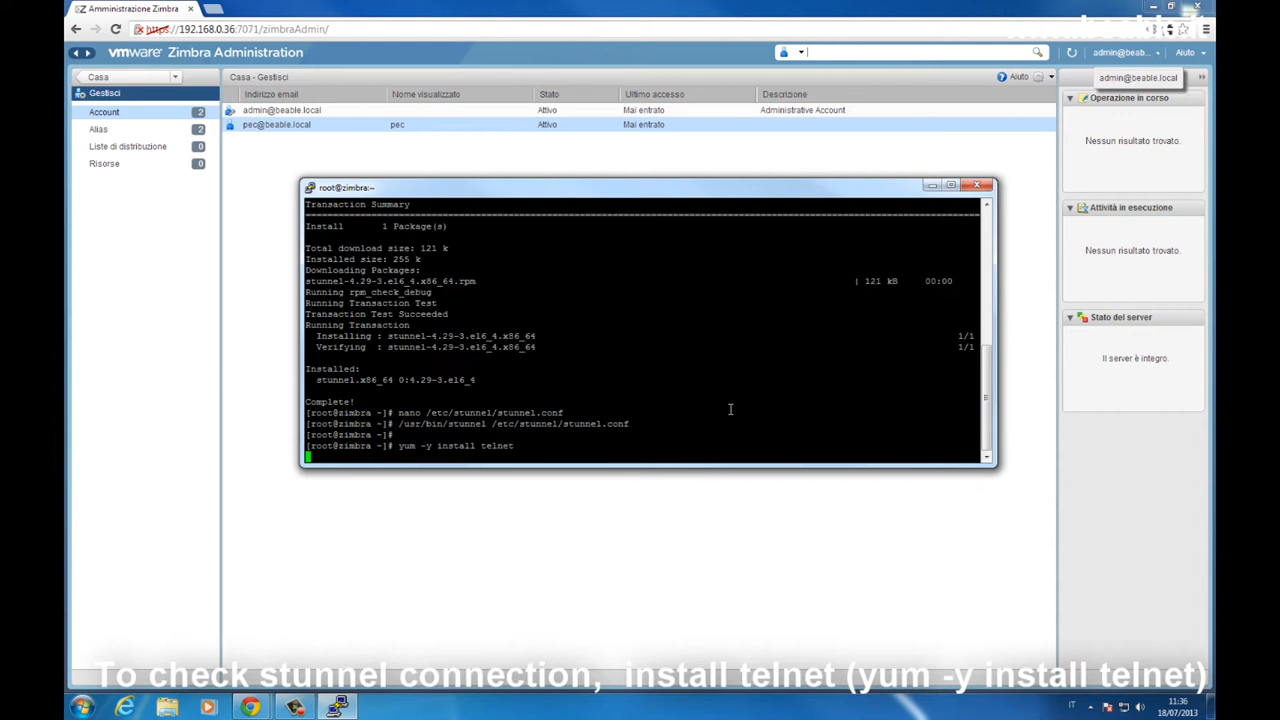 Amministrazione Zimbra
https://192.168.0.36:7071/zimbraAdmin/
vmware Zimbra Administration
admin@beab...
Aiuto
Casa
Casa - Gestisci
Aiuto
admin@beable.local
Gestisci
Indirizzo email
Nome visualizzato
Stato
Ultimo accesso
Descrizione
Operazione in corso
Account 2
admin@beable.local
Attivo
Mai entrato
Administrative Account
Alias 2
pec@beable.local
pec
Attivo
Mai entrato
Nessun risultato trovato.
Liste di distribuzione 0
Risorse 0
root@zimbra:~
Attività in esecuzione
Nessun risultato trovato.
Stato del server
Il server è integro.
Transaction Summary
Install 1 Package(s)
Total download size: 121 k
Installed size: 255 k
Downloading Packages:
stunnel-4.29-3.el6_4.x86_64.rpm | 121 kB 00:00
Running rpm_check_debug
Running Transaction Test
Transaction Test Succeeded
Running Transaction
Installing : stunnel-4.29-3.el6_4.x86_64 1/1
Verifying : stunnel-4.29-3.el6_4.x86_64 1/1
Installed:
stunnel.x86_64 0:4.29-3.el6_4
Complete!
[root@zimbra ~]# nano /etc/stunnel/stunnel.conf
[root@zimbra ~]# /usr/bin/stunnel /etc/stunnel/stunnel.conf
[root@zimbra ~]#
[root@zimbra ~]# yum -y install telnet
To check stunnel connection, install telnet (yum -y install telnet)
IT
11:36
18/07/2013